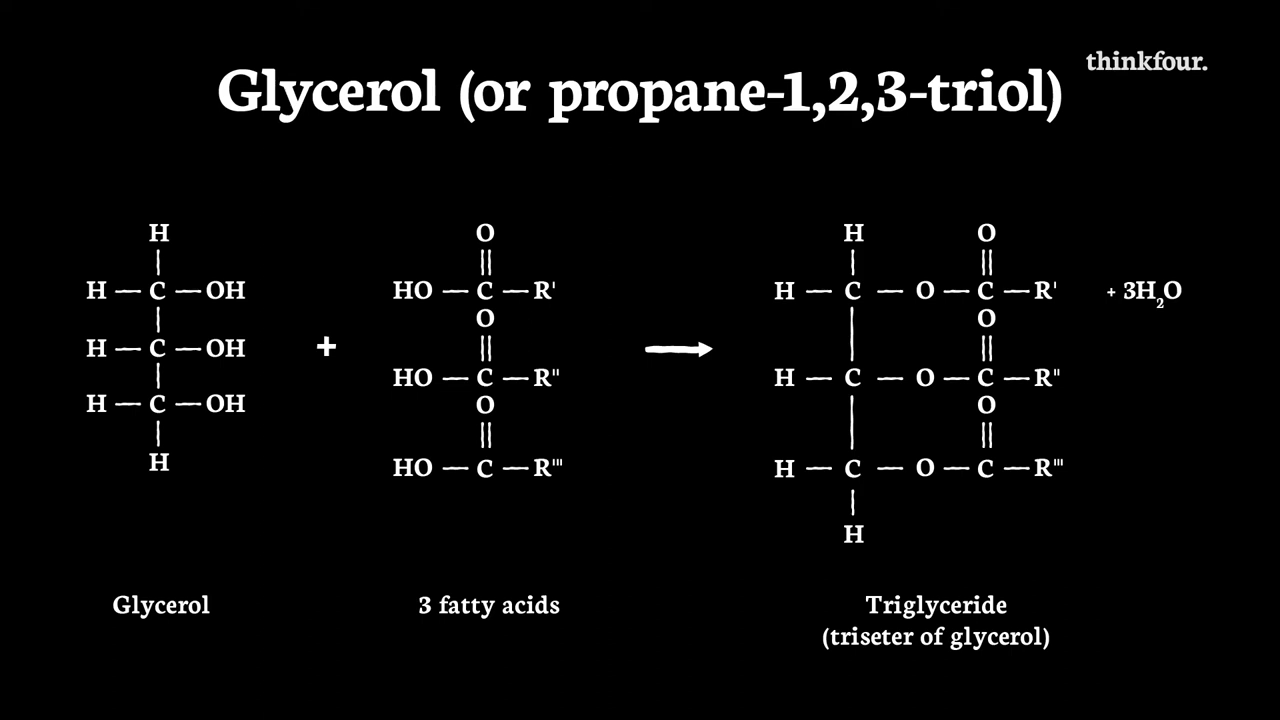 thinkfour.
Glycerol (or propane-1,2,3-triol)
H O H O
H — C — OH HO — C — R' H — C — O — C — R' + 3H₂O
O O
H — C — OH + HO — C — R'' → H — C — O — C — R''
H — C — OH O O
H HO — C — R''' H — C — O — C — R'''
H
Glycerol 3 fatty acids Triglyceride
(triseter of glycerol)